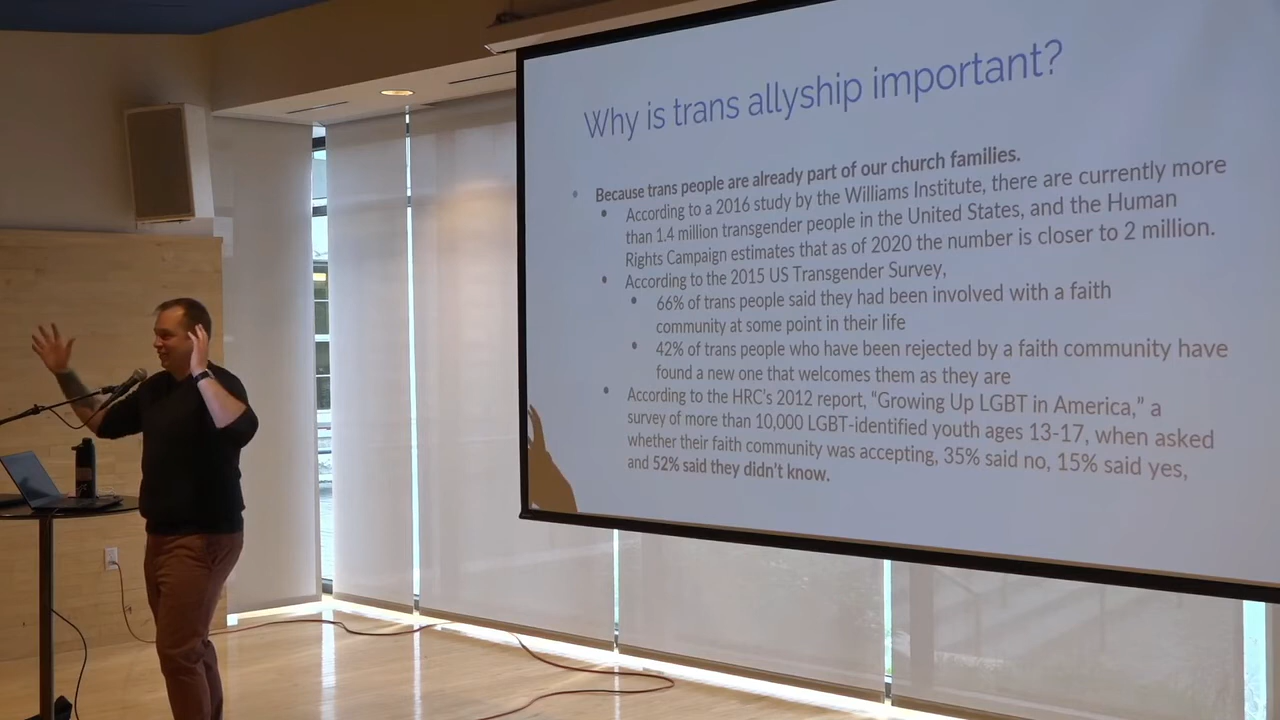 Why is trans allyship important?
Because trans people are already part of our church families.
According to a 2016 study by the Williams Institute, there are currently more
than 1.4 million transgender people in the United States, and the Human
Rights Campaign estimates that as of 2020 the number is closer to 2 million.
According to the 2015 US Transgender Survey,
66% of trans people said they had been involved with a faith
community at some point in their life
42% of trans people who have been rejected by a faith community have
found a new one that welcomes them as they are
According to the HRC's 2012 report, "Growing Up LGBT in America," a
survey of more than 10,000 LGBT-identified youth ages 13-17, when asked
whether their faith community was accepting, 35% said no, 15% said yes,
and 52% said they didn't know.